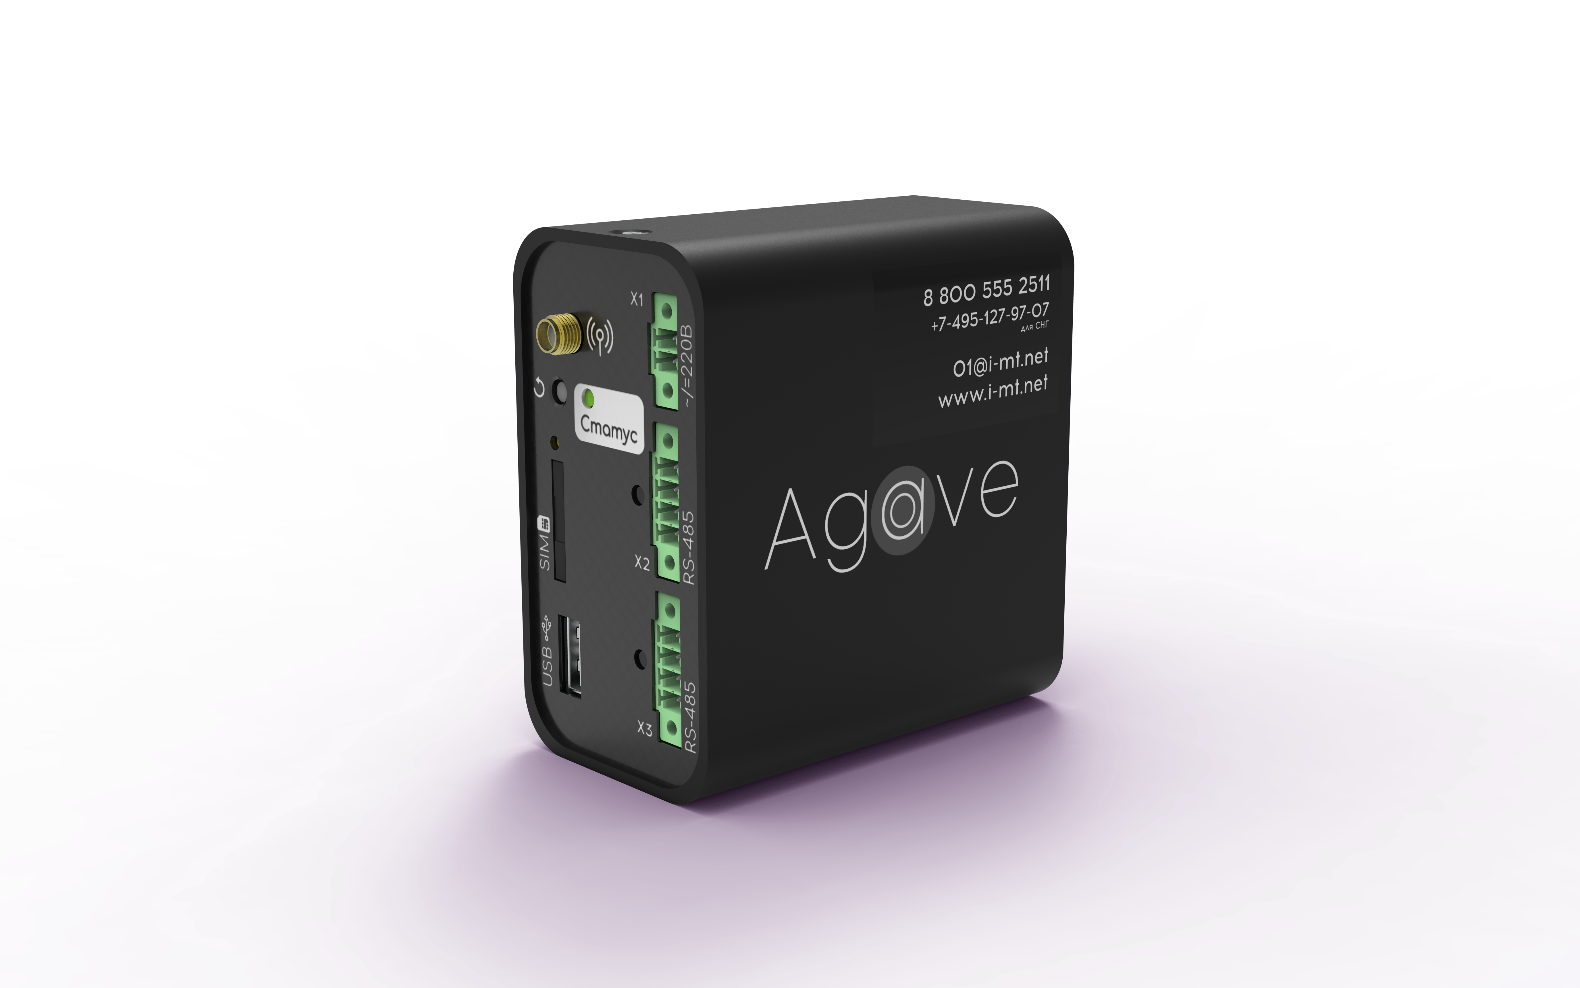 X1
~/=220В
Статус
SIM
X2
RS-485
USB
X3
RS-485
8 800 555 2511
+7-495-127-97-07
для СНГ
01@i-mt.net
www.i-mt.net
Agave